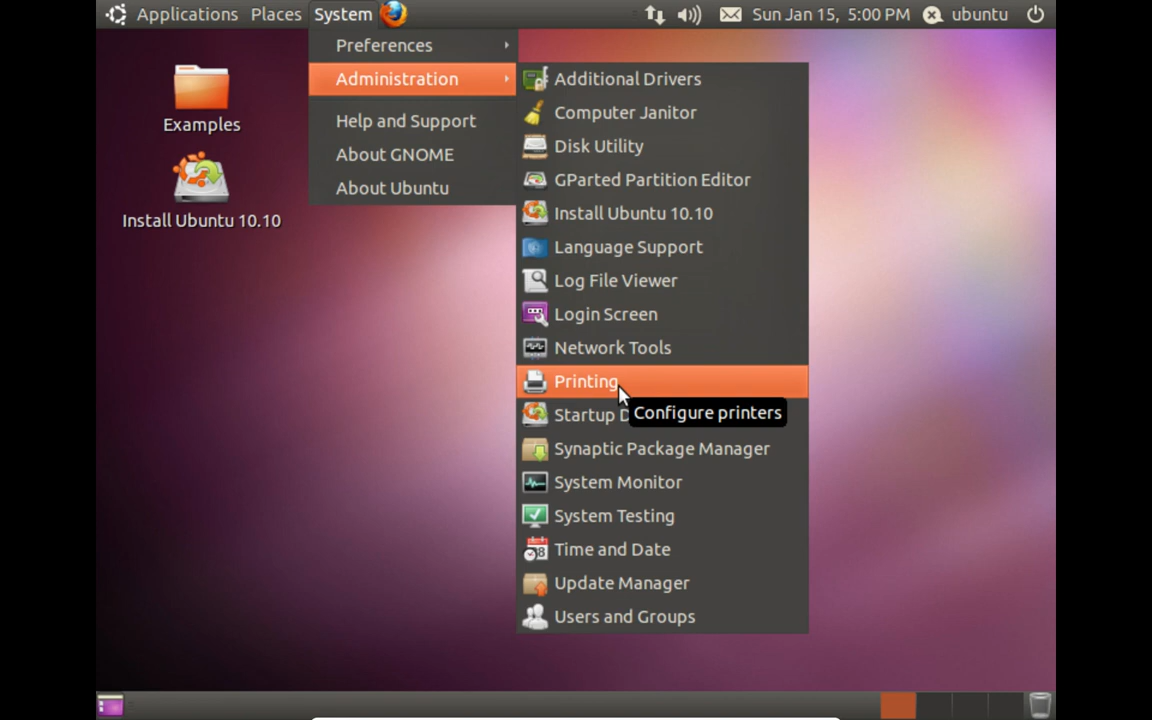 Applications Places System Sun Jan 15, 5:00 PM ubuntu
Preferences
Administration
Help and Support
About GNOME
About Ubuntu
Additional Drivers
Computer Janitor
Disk Utility
GParted Partition Editor
Install Ubuntu 10.10
Language Support
Log File Viewer
Login Screen
Network Tools
Printing
Configure printers
Startup D
Synaptic Package Manager
System Monitor
System Testing
Time and Date
Update Manager
Users and Groups
Examples
Install Ubuntu 10.10